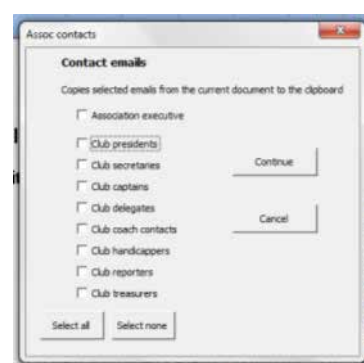 Assoc contacts
Contact emails
Copies selected emails from the current document to the clipboard
Association executive
Club presidents
Club secretaries
Club captains
Club delegates
Club coach contacts
Club handicappers
Club reporters
Club treasurers
Continue
Cancel
Select all
Select none